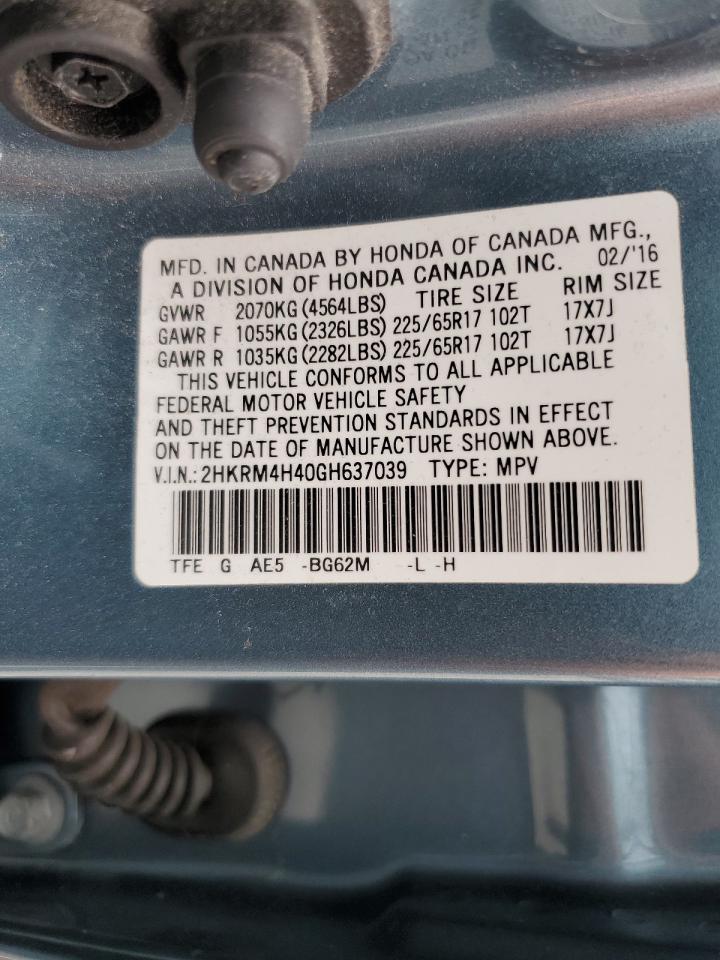 MFD. IN CANADA BY HONDA OF CANADA MFG.,
A DIVISION OF HONDA CANADA INC. 02/'16
GVWR 2070KG (4564LBS) TIRE SIZE RIM SIZE
GAWR F 1055KG (2326LBS) 225/65R17 102T 17X7J
GAWR R 1035KG (2282LBS) 225/65R17 102T 17X7J
THIS VEHICLE CONFORMS TO ALL APPLICABLE
FEDERAL MOTOR VEHICLE SAFETY
AND THEFT PREVENTION STANDARDS IN EFFECT
ON THE DATE OF MANUFACTURE SHOWN ABOVE.
V.I.N.: 2HKRM4H40GH637039 TYPE: MPV
TFE G AE5 -BG62M -L -H